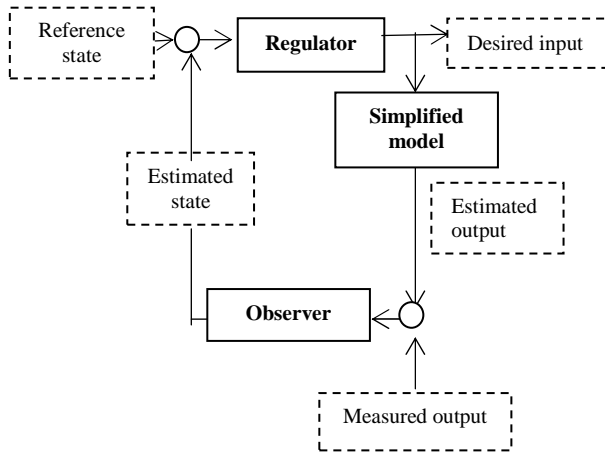 Reference
state
Regulator
Desired input
Simplified
model
Estimated
state
Estimated
output
Observer
Measured output